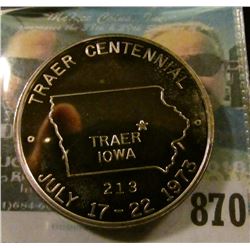 TRAER CENTENNIAL
TRAER
IOWA
213
JULY 17-22 1973
870